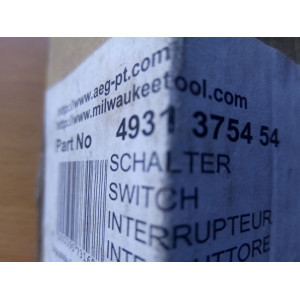 http://www.aeg-pt.com
http://www.milwaukeetool.com
Part No 4931 3754 54
SCHALTER
SWITCH
INTERRUPTEUR